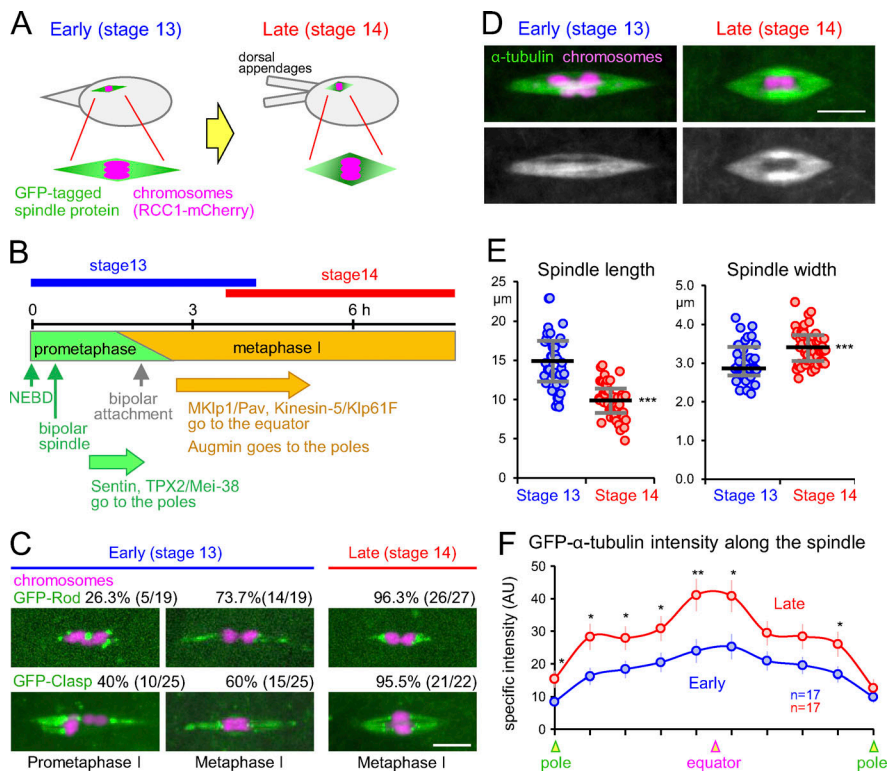 A
Early (stage 13)
Late (stage 14)
dorsal
appendages
GFP-tagged
spindle protein
chromosomes
(RCC1-mCherry)
B
stage13
stage14
0 3 6 h
prometaphase
metaphase I
NEBD
bipolar
spindle
bipolar
attachment
MKlp1/Pav, Kinesin-5/Klp61F
go to the equator
Augmin goes to the poles
Sentin, TPX2/Mei-38
go to the poles
C
Early (stage 13)
Late (stage 14)
chromosomes
GFP-Rod 26.3% (5/19) 73.7%(14/19) 96.3% (26/27)
GFP-Clasp 40% (10/25) 60% (15/25) 95.5% (21/22)
Prometaphase I
Metaphase I
Metaphase I
D
Early (stage 13)
Late (stage 14)
α-tubulin chromosomes
E
Spindle length
25
µm
20
15
10
5
0
***
Stage 13 Stage 14
Spindle width
5.0
µm
4.0
3.0
2.0
1.0
0.0
***
Stage 13 Stage 14
F
GFP-α-tubulin intensity along the spindle
specific intensity (AU)
50
40
30
20
10
0
* * * * ** * *
Late
Early
n=17
n=17
pole
equator
pole